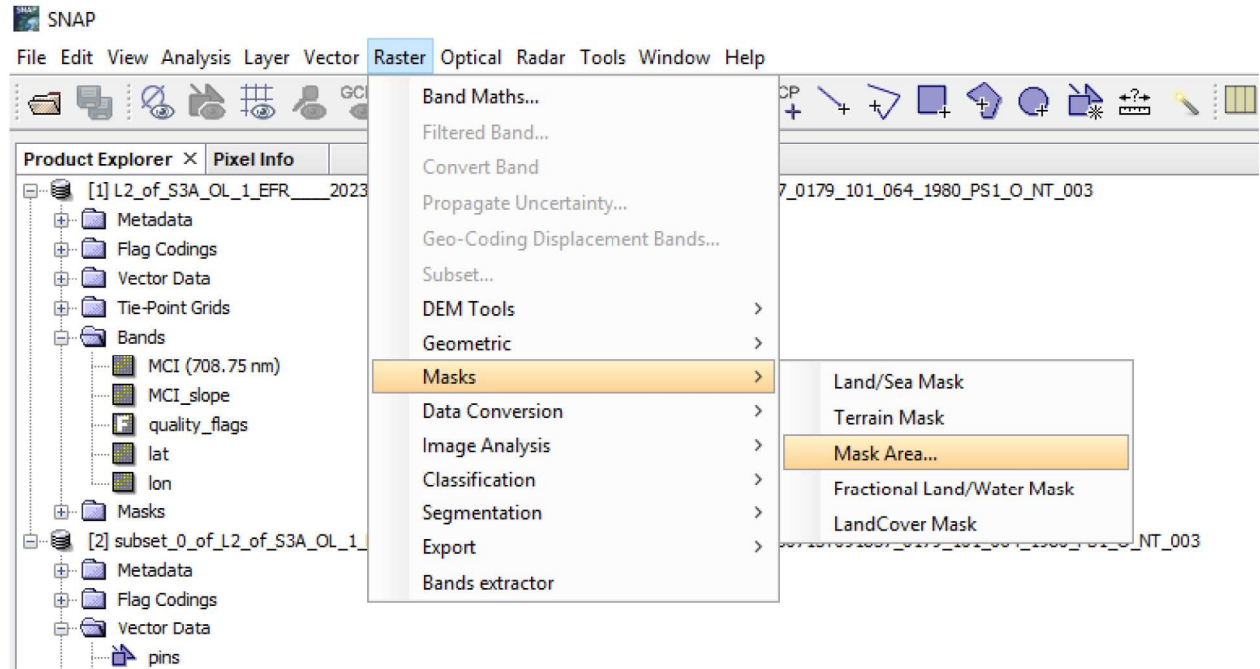 SNAP
File Edit View Analysis Layer Vector Raster Optical Radar Tools Window Help
Product Explorer × Pixel Info
[1] L2_of_S3A_OL_1_EFR____2023
7_0179_101_064_1980_PS1_O_NT_003
Metadata
Flag Codings
Vector Data
Tie-Point Grids
Bands
MCI (708.75 nm)
MCI_slope
quality_flags
lat
lon
Masks
[2] subset_0_of_L2_of_S3A_OL_1_
_NT_003
Metadata
Flag Codings
Vector Data
pins
Band Maths...
Filtered Band...
Convert Band
Propagate Uncertainty...
Geo-Coding Displacement Bands...
Subset...
DEM Tools >
Geometric >
Masks >
Data Conversion >
Image Analysis >
Classification >
Segmentation >
Export >
Bands extractor
Land/Sea Mask
Terrain Mask
Mask Area...
Fractional Land/Water Mask
LandCover Mask